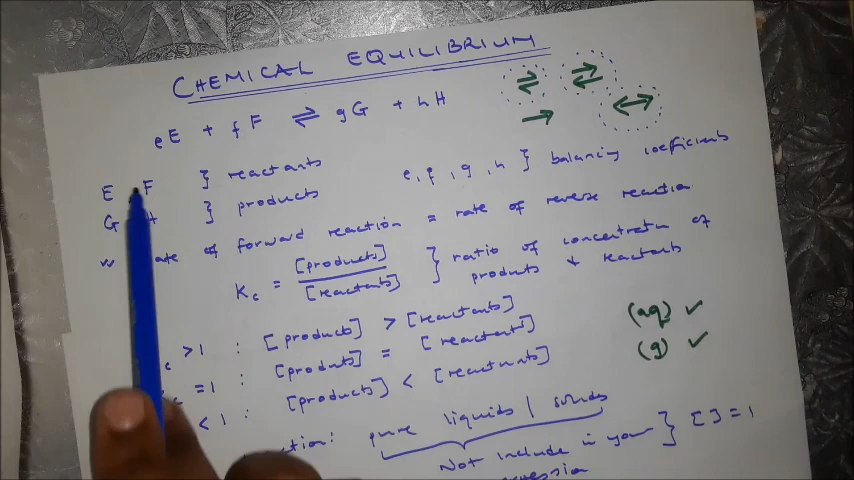 CHEMICAL EQUILIBRIUM
eE + fF ⇌ gG + hH
⇌ ⇌
→ ↔
E F } reactants
e, f, g, h } balancing coefficients
G H } products
rate of forward reaction = rate of reverse reaction
Kc = [products] / [reactants] } ratio of concentratn of
products & reactants
>1 : [products] > [reactants]
=1 : [products] = [reactants]
<1 : [products] < [reactants]
(aq) ✓
(g) ✓
pure liquids / solids
Not include in your } [ ] = 1